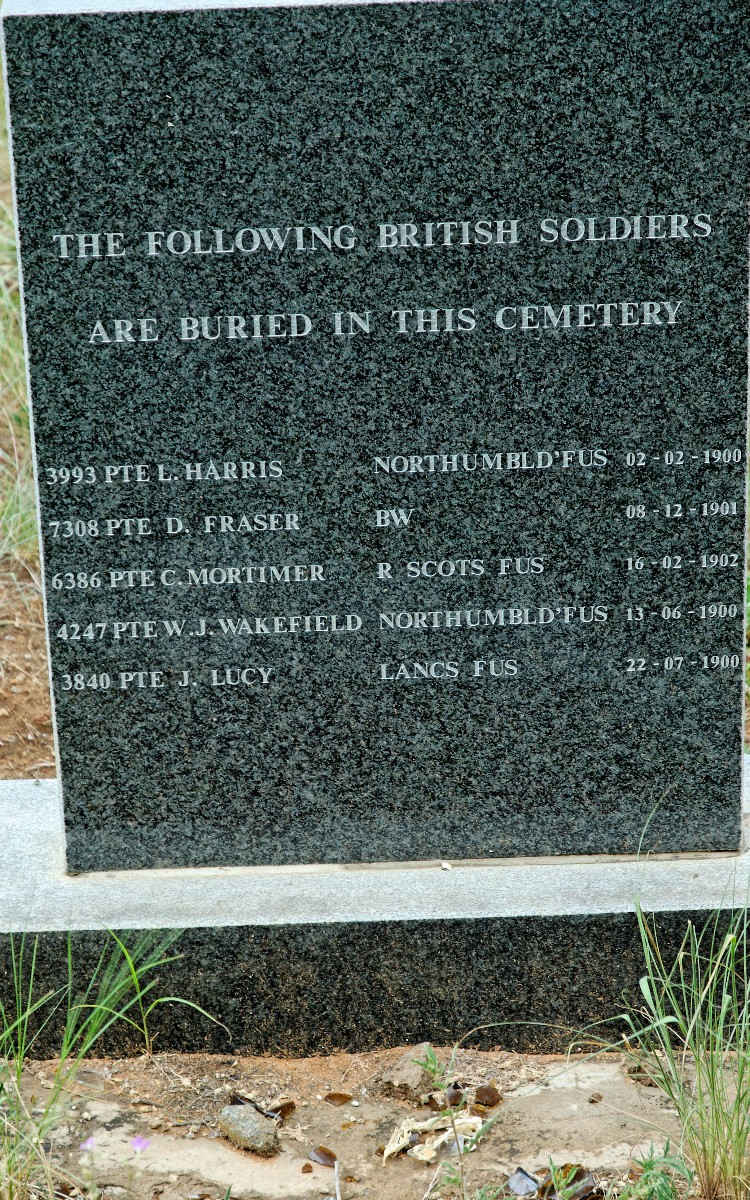 THE FOLLOWING BRITISH SOLDIERS
ARE BURIED IN THIS CEMETERY
3993 PTE L. HARRIS NORTHUMBLD'FUS 02-02-1900
7308 PTE D. FRASER BW 08-12-1901
6386 PTE C. MORTIMER R SCOTS FUS 16-02-1902
4247 PTE W.J. WAKEFIELD NORTHUMBLD'FUS 13-06-1900
3840 PTE J. LUCY LANCS FUS 22-07-1900